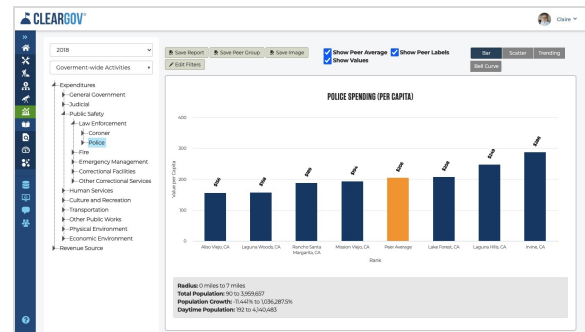 CLEARGOV®
Claire
2018
Goverment-wide Activities
Save Report
Save Peer Group
Save Image
Edit Filters
Show Peer Average
Show Peer Labels
Show Values
Bar
Scatter
Trending
Bell Curve
Expenditures
General Government
Judicial
Public Safety
Law Enforcement
Coroner
Police
Fire
Emergency Management
Correctional Facilities
Other Correctional Services
Human Services
Culture and Recreation
Transportation
Other Public Works
Physical Environment
Economic Environment
Revenue Source
POLICE SPENDING (PER CAPITA)
Value per Capita
400
300
200
100
0
Aliso Viejo, CA
Laguna Woods, CA
Rancho Santa
Margarita, CA
Mission Viejo, CA
Peer Average
Lake Forest, CA
Laguna Hills, CA
Irvine, CA
Rank
Radius: 0 miles to 7 miles
Total Population: 90 to 3,959,657
Population Growth: -11.441% to 1,036,287.5%
Daytime Population: 192 to 4,140,483